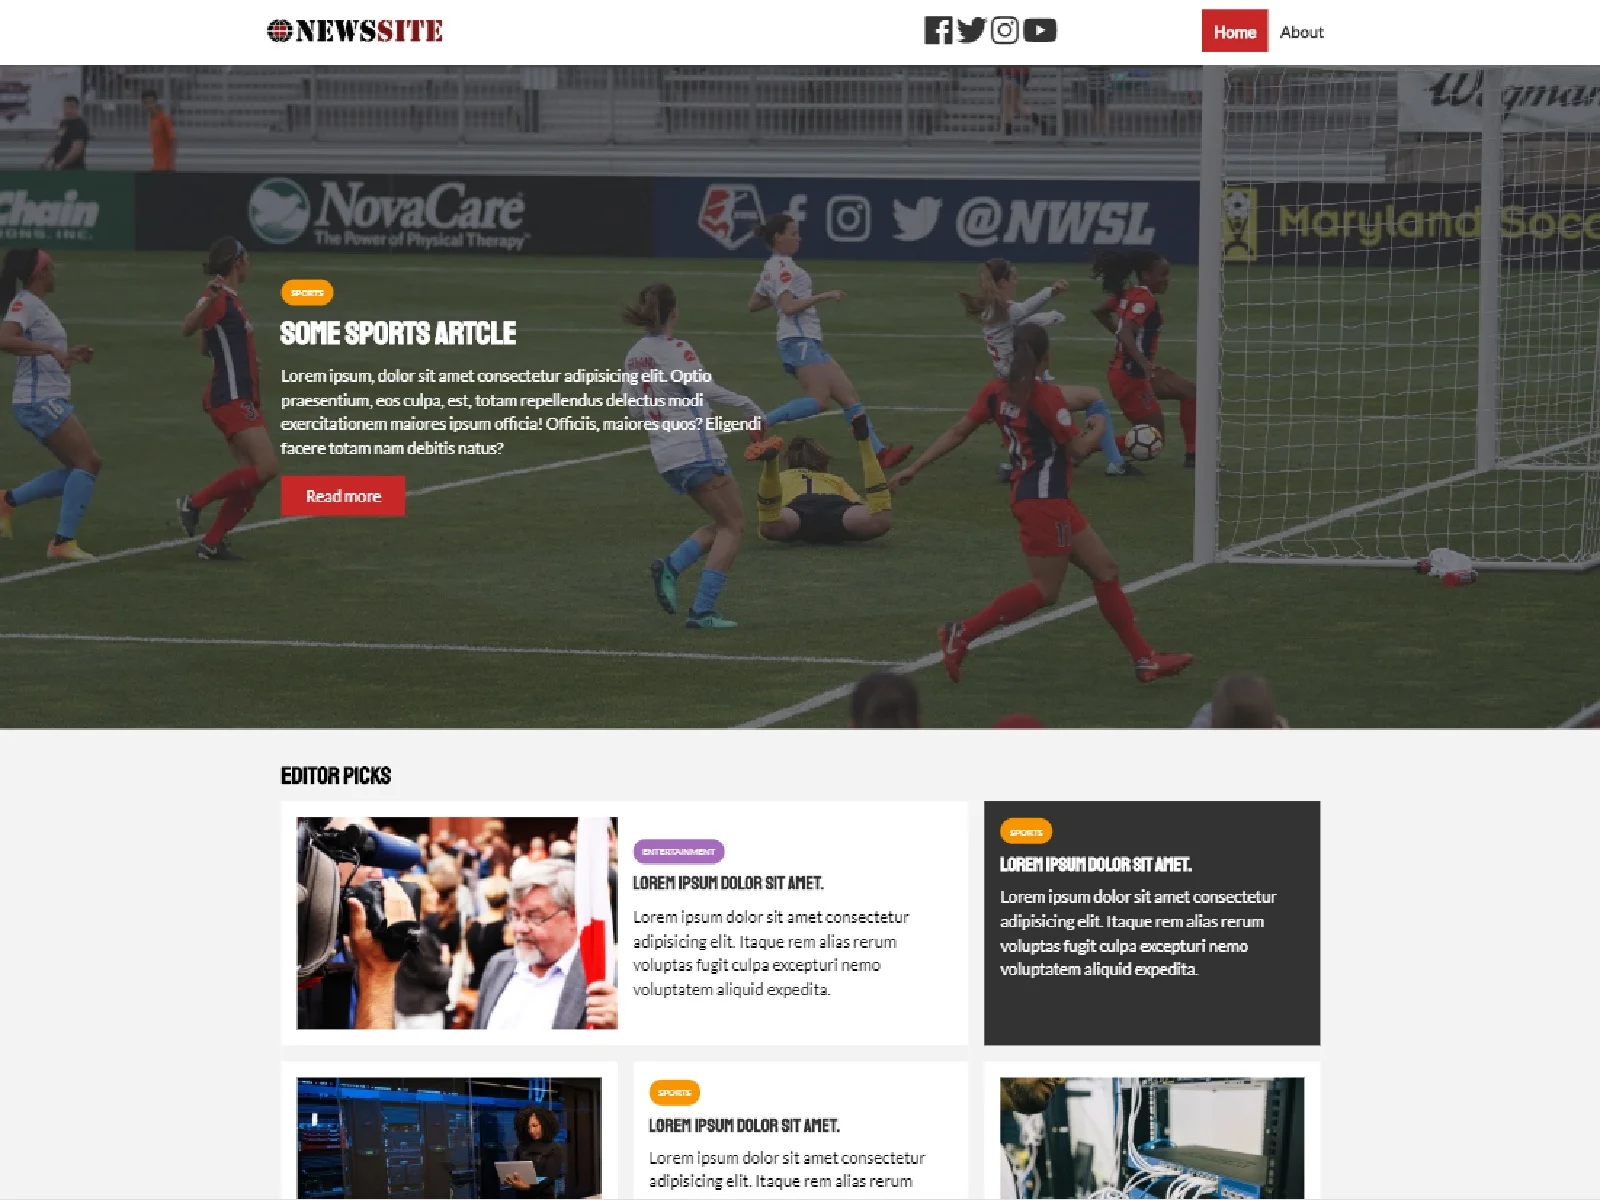 NEWSSITE
Home
About
Wegman
Chain
ONS. INC.
NovaCare
The Power of Physical Therapy™
@NWSL
Maryland Socc
SPORTS
SOME SPORTS ARTCLE
Lorem ipsum, dolor sit amet consectetur adipisicing elit. Optio
praesentium, eos culpa, est, totam repellendus delectus modi
exercitationem maiores ipsum officia! Officiis, maiores quos? Eligendi
facere totam nam debitis natus?
Read more
7
1
EDITOR PICKS
ENTERTAINMENT
LOREM IPSUM DOLOR SIT AMET.
Lorem ipsum dolor sit amet consectetur
adipisicing elit. Itaque rem alias rerum
voluptas fugit culpa excepturi nemo
voluptatem aliquid expedita.
SPORTS
LOREM IPSUM DOLOR SIT AMET.
Lorem ipsum dolor sit amet consectetur
adipisicing elit. Itaque rem alias rerum
voluptas fugit culpa excepturi nemo
voluptatem aliquid expedita.
SPORTS
LOREM IPSUM DOLOR SIT AMET.
Lorem ipsum dolor sit amet consectetur
adipisicing elit. Itaque rem alias rerum